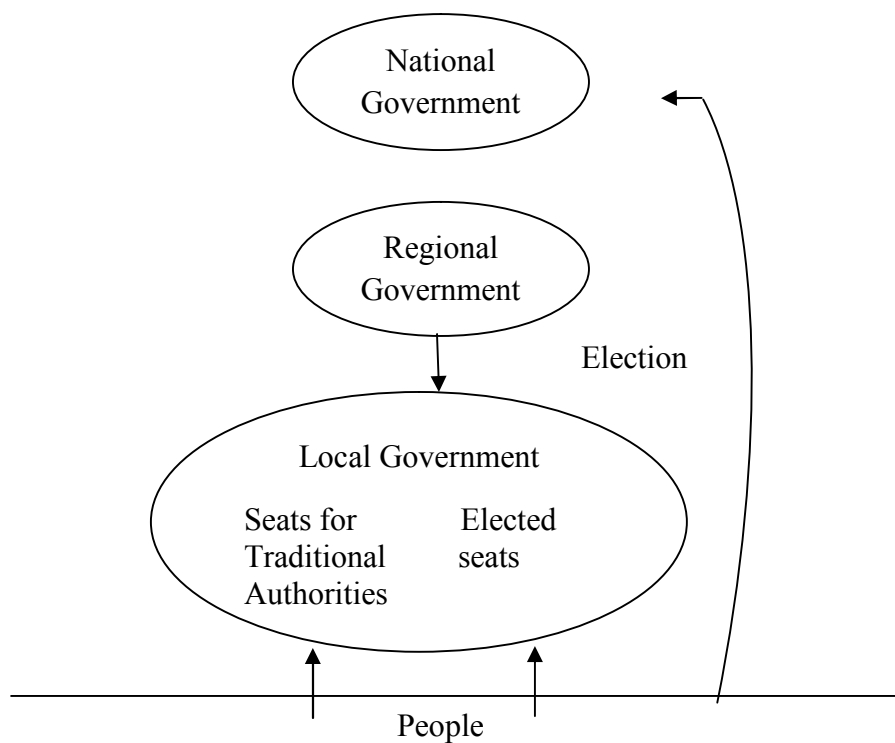 National
Government
Regional
Government
Election
Local Government
Seats for
Traditional
Authorities
Elected
seats
People